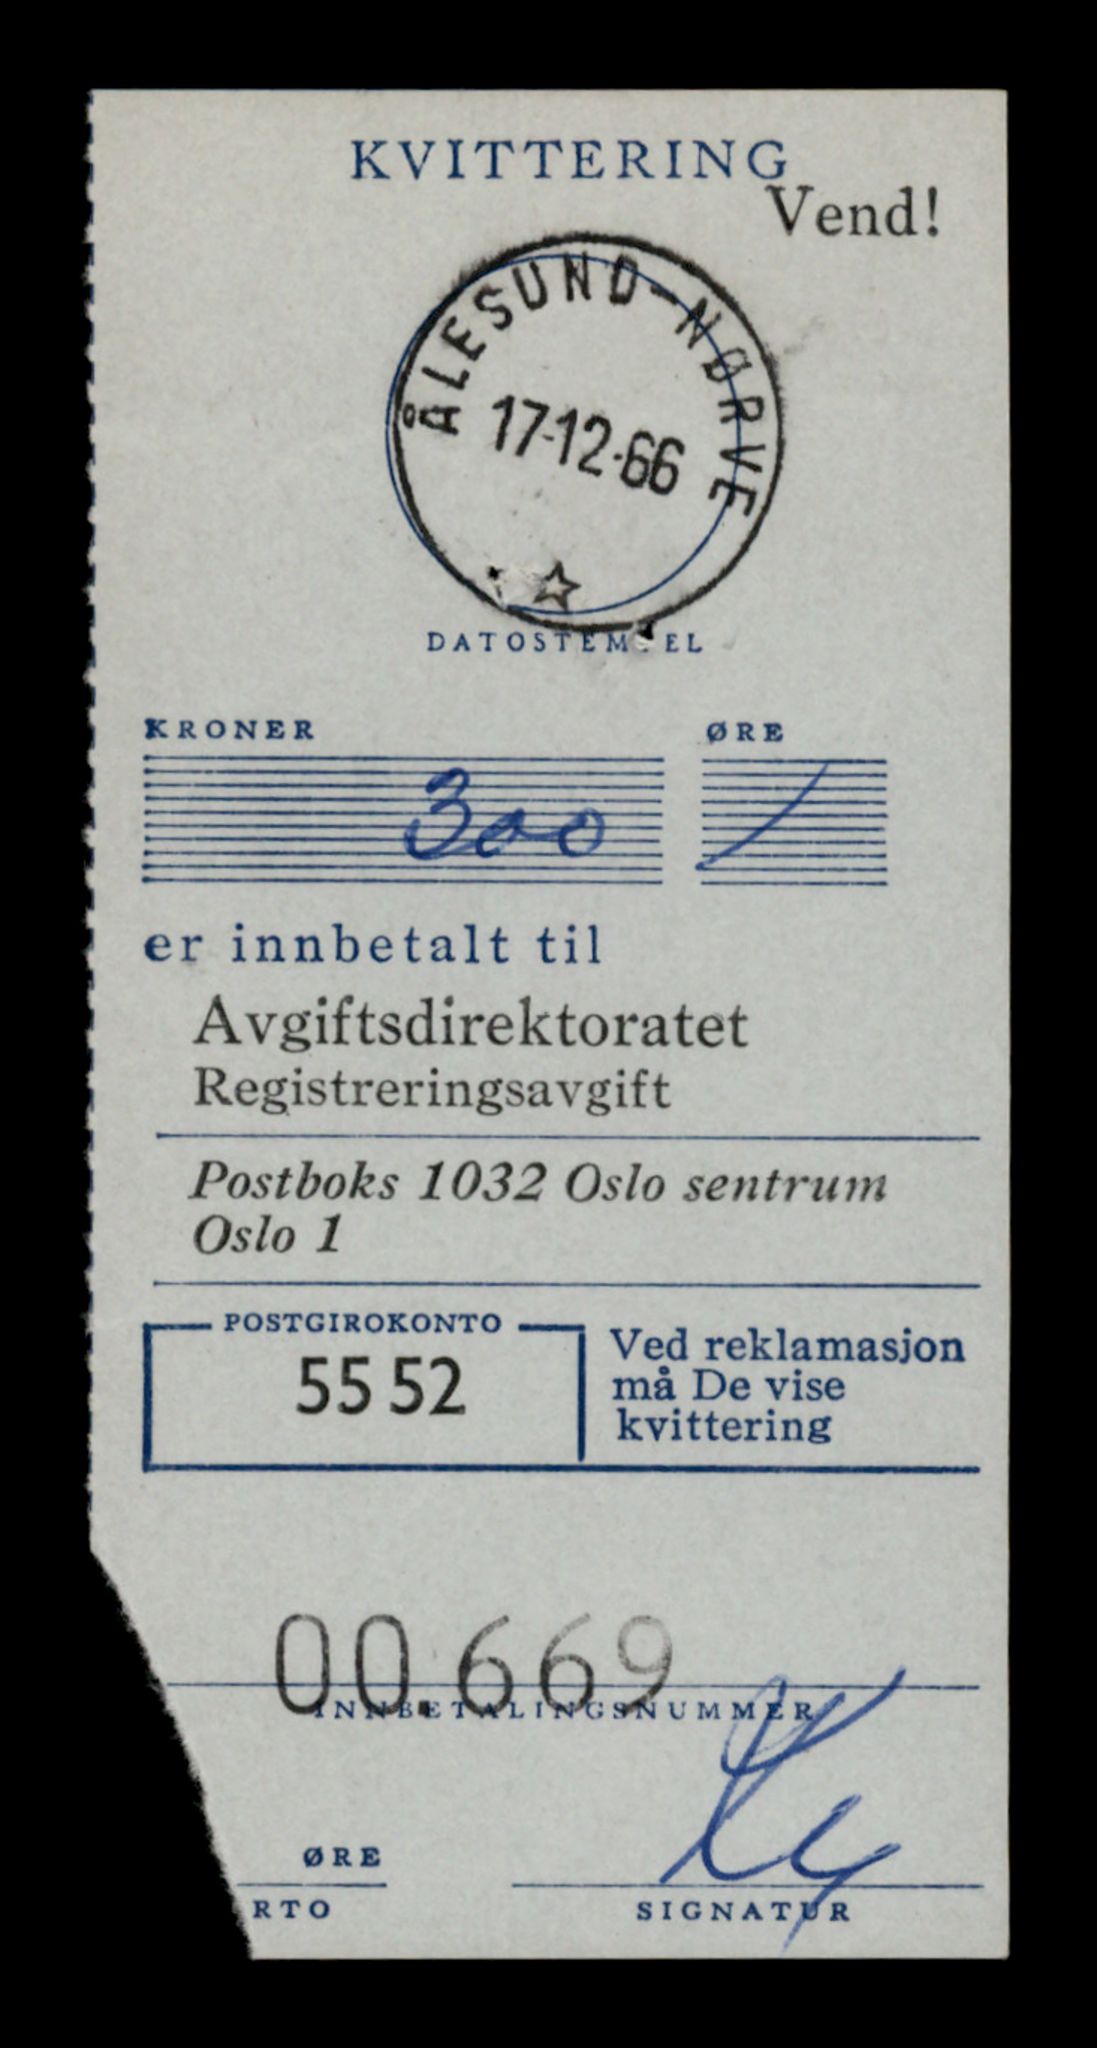 KVITTERING
Vend!
ÅLESUND-NØRVE
17-12-66
DATOSTEMPEL
KRONER ØRE
300
er innbetalt til
Avgiftsdirektoratet
Registreringsavgift
Postboks 1032 Oslo sentrum
Oslo 1
POSTGIROKONTO
55 52
Ved reklamasjon
må De vise
kvittering
00.669
INNBETALINGSNUMMER
ØRE
RTO
SIGNATUR